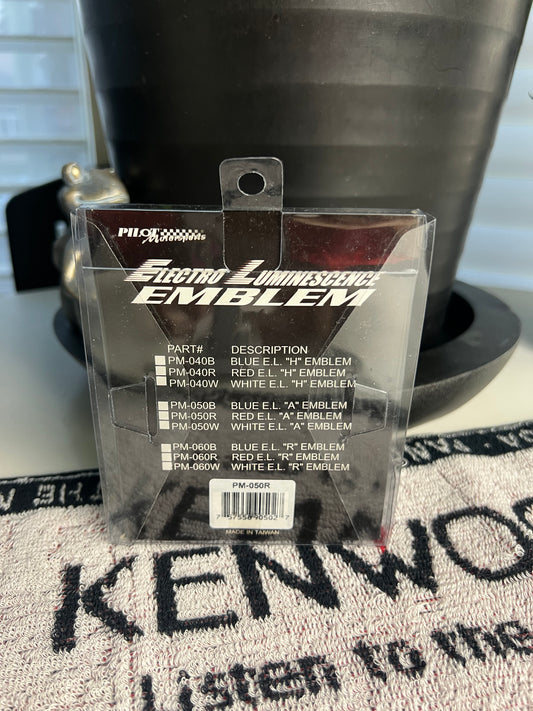 PILOT
Motorsports
ELECTRO LUMINESCENCE
EMBLEM
PART# DESCRIPTION
PM-040B BLUE E.L. "H" EMBLEM
PM-040R RED E.L. "H" EMBLEM
PM-040W WHITE E.L. "H" EMBLEM
PM-050B BLUE E.L. "A" EMBLEM
PM-050R RED E.L. "A" EMBLEM
PM-050W WHITE E.L. "A" EMBLEM
PM-060B BLUE E.L. "R" EMBLEM
PM-060R RED E.L. "R" EMBLEM
PM-060W WHITE E.L. "R" EMBLEM
PM-050R
MADE IN TAIWAN
KENWOO
Listen to the